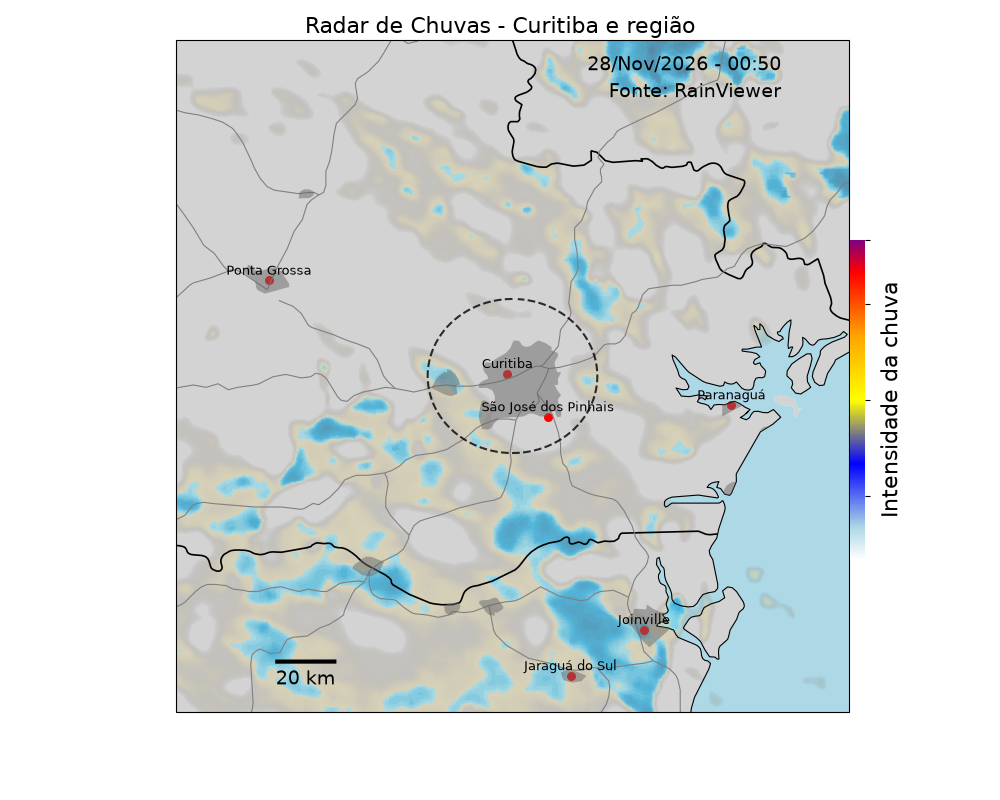 Radar de Chuvas - Curitiba e região
28/Nov/2026 - 00:50
Fonte: RainViewer
Ponta Grossa
Curitiba
São José dos Pinhais
Paranaguá
Intensidade da chuva
Joinville
Jaraguá do Sul
20 km